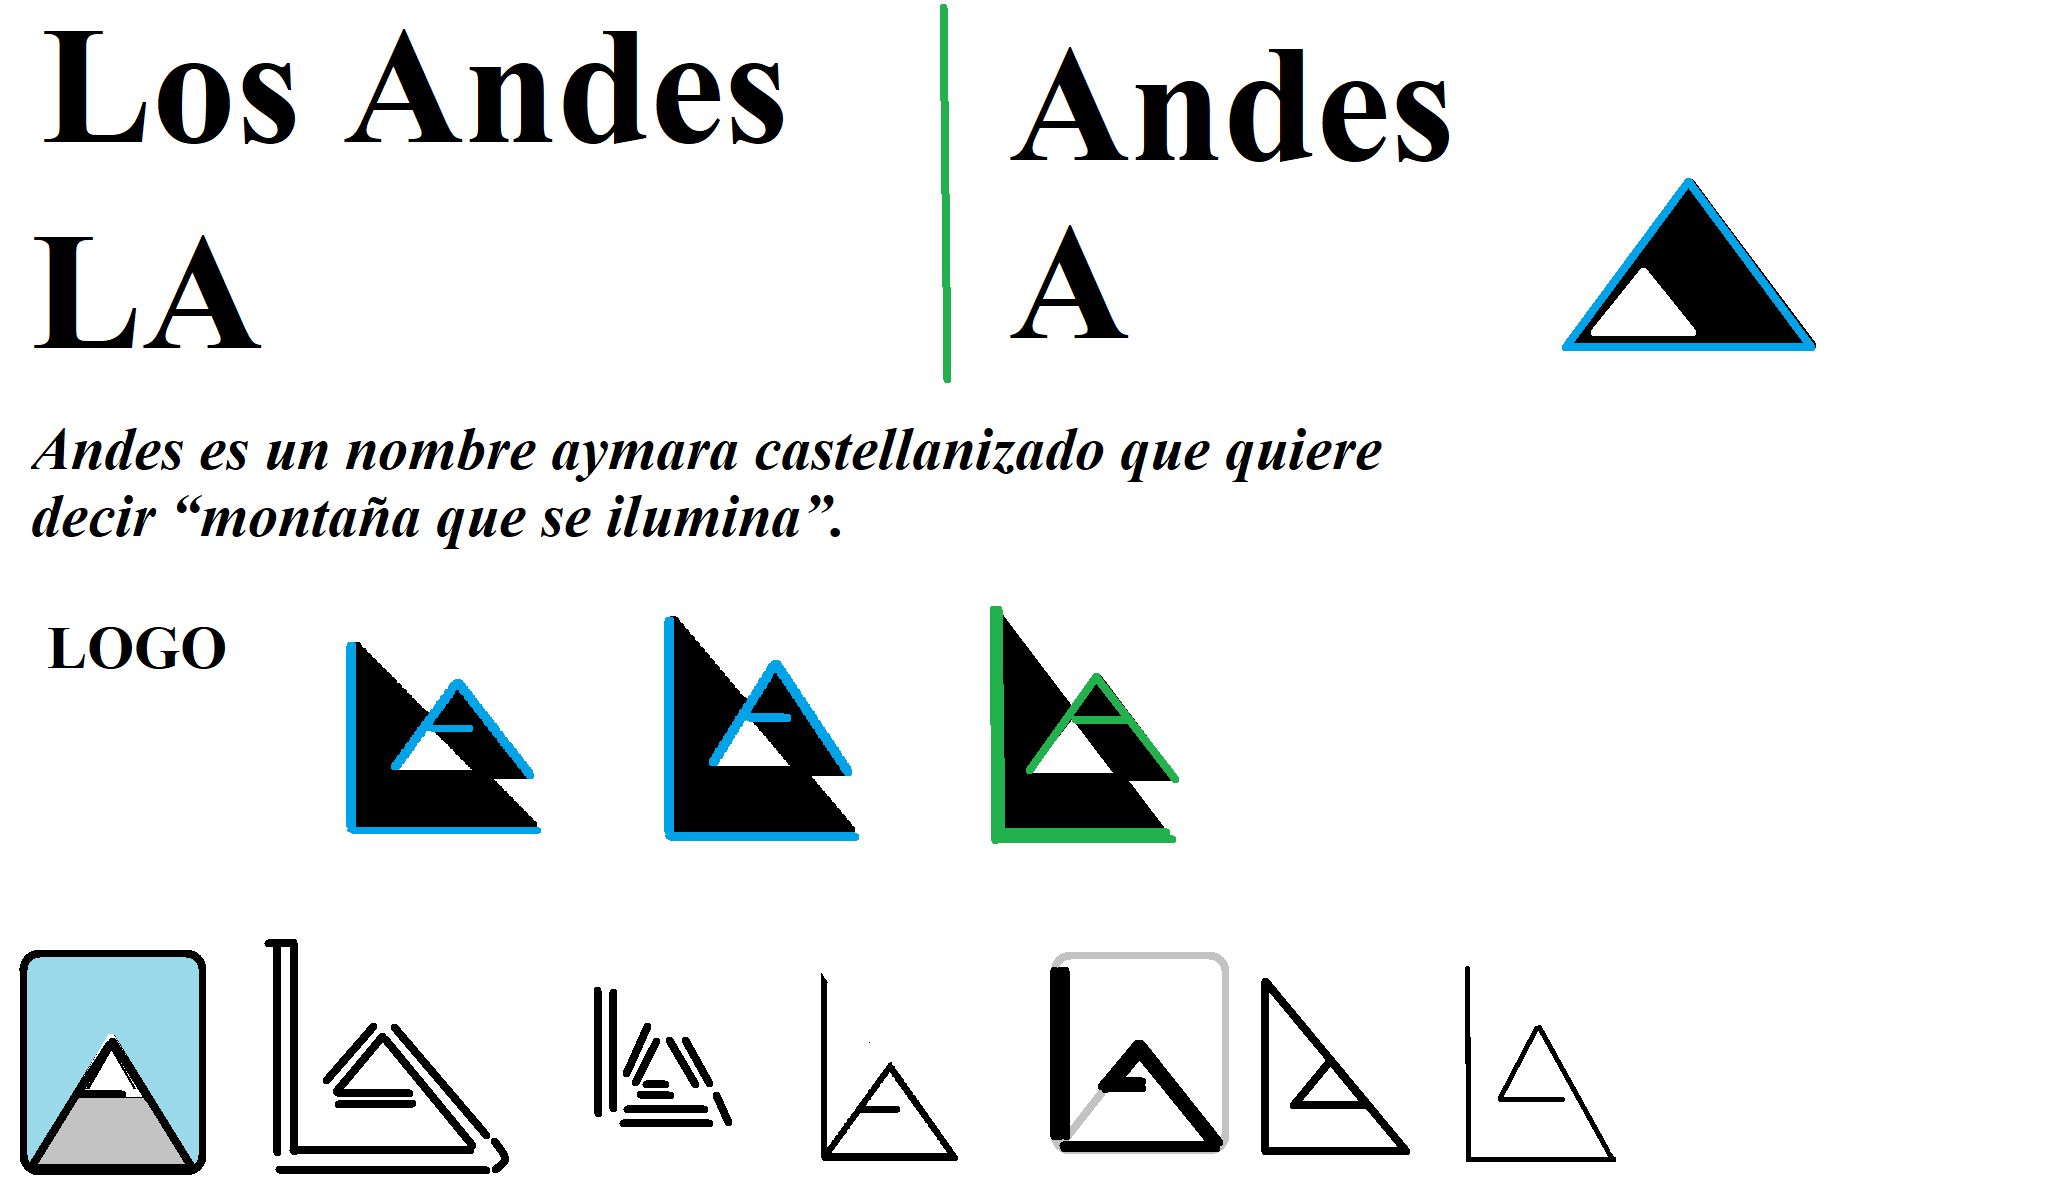 Los Andes
Andes
LA
A
Andes es un nombre aymara castellanizado que quiere
decir “montaña que se ilumina”.
LOGO